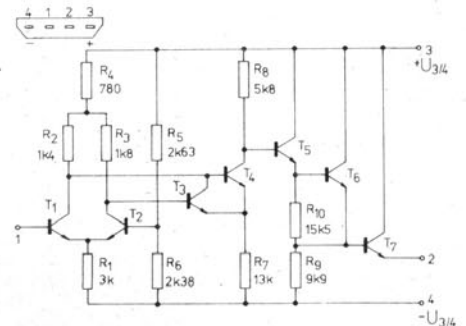 4 1 2 3
− +
3
+U3/4
R4
780
R8
5k8
R2
1k4
R3
1k8
R5
2k63
T5
T6
T3
T4
T1
T2
R10
15k5
T7
1
2
R1
3k
R6
2k38
R7
13k
R9
9k9
4
-U3/4